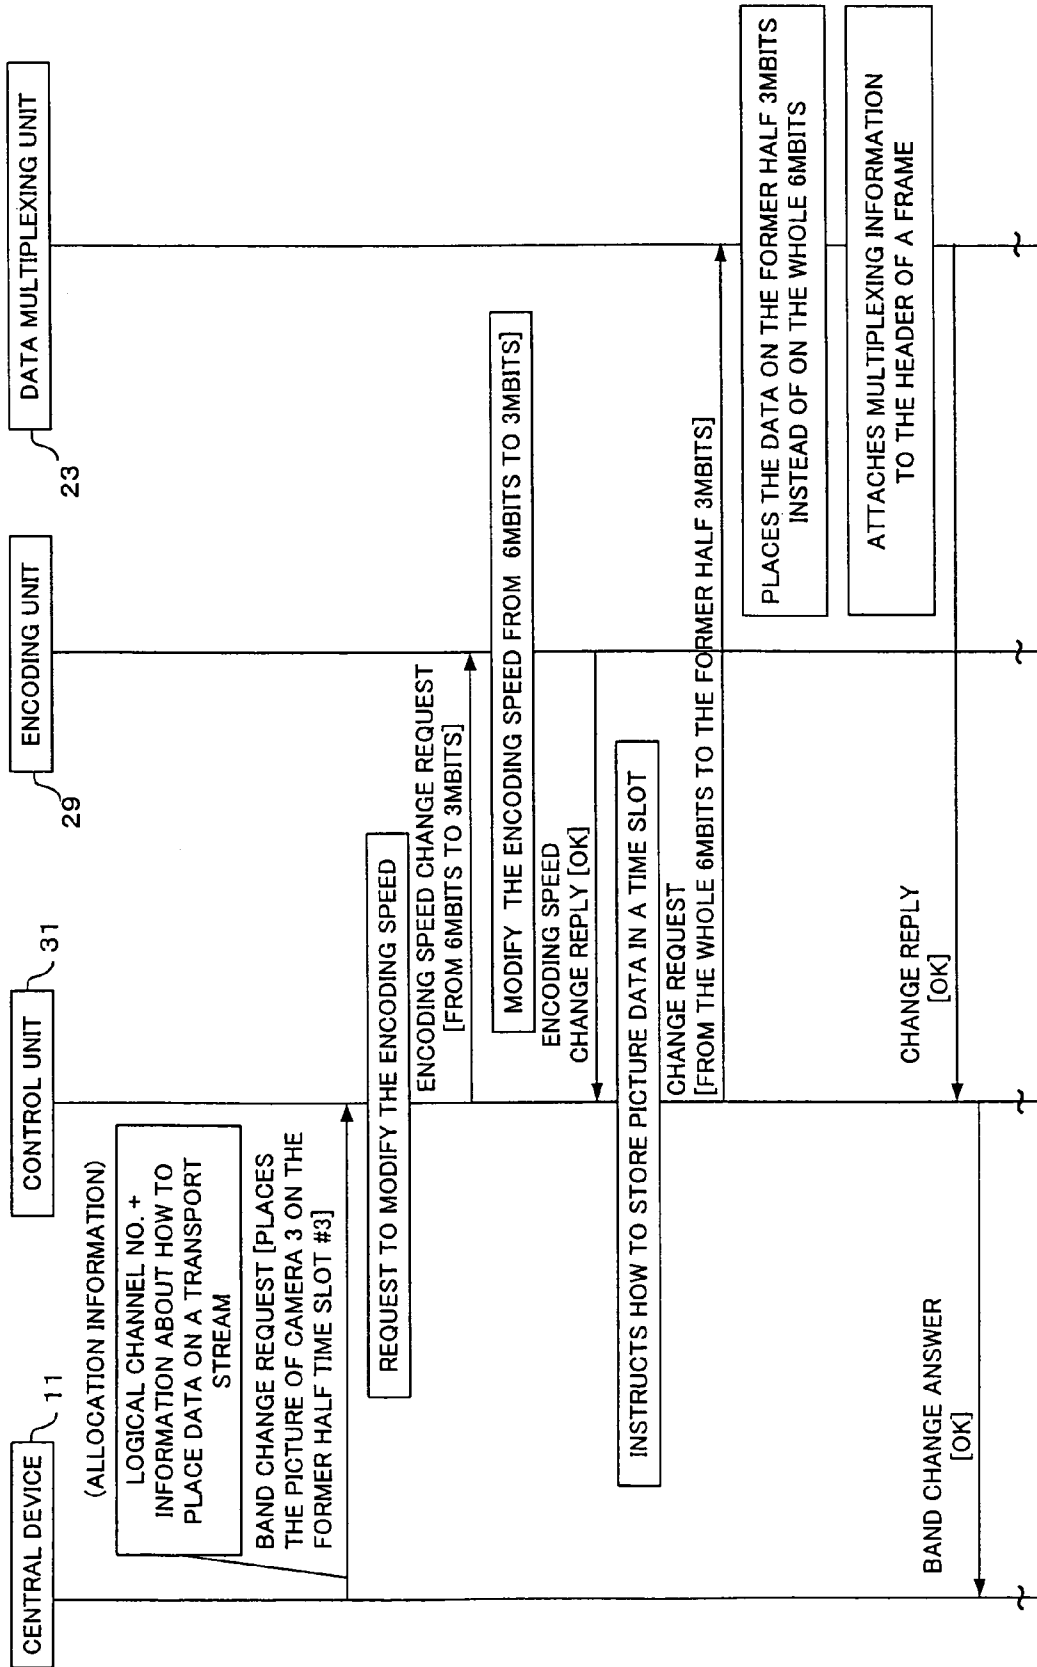 CENTRAL DEVICE
11
CONTROL UNIT
31
ENCODING UNIT
29
DATA MULTIPLEXING UNIT
23
(ALLOCATION INFORMATION)
LOGICAL CHANNEL NO. +
INFORMATION ABOUT HOW TO
PLACE DATA ON A TRANSPORT
STREAM
BAND CHANGE REQUEST [PLACES
THE PICTURE OF CAMERA 3 ON THE
FORMER HALF TIME SLOT #3]
REQUEST TO MODIFY THE ENCODING SPEED
ENCODING SPEED CHANGE REQUEST
[FROM 6MBITS TO 3MBITS]
MODIFY THE ENCODING SPEED FROM 6MBITS TO 3MBITS]
ENCODING SPEED
CHANGE REPLY [OK]
INSTRUCTS HOW TO STORE PICTURE DATA IN A TIME SLOT
CHANGE REQUEST
[FROM THE WHOLE 6MBITS TO THE FORMER HALF 3MBITS]
PLACES THE DATA ON THE FORMER HALF 3MBITS
INSTEAD OF ON THE WHOLE 6MBITS
ATTACHES MULTIPLEXING INFORMATION
TO THE HEADER OF A FRAME
CHANGE REPLY
[OK]
BAND CHANGE ANSWER
[OK]